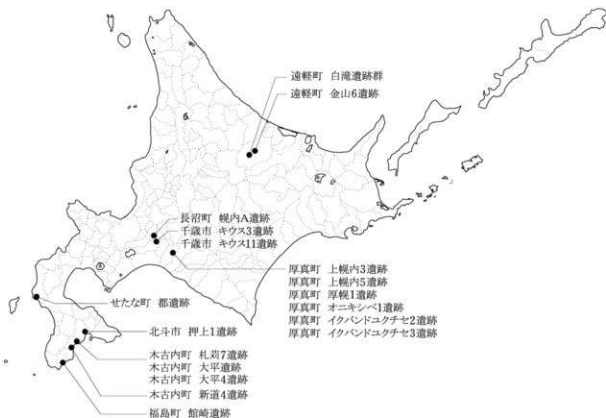 遠軽町 白滝遺跡群
遠軽町 金山6遺跡
長沼町 幌内A遺跡
千歳市 キウス3遺跡
千歳市 キウス11遺跡
厚真町 上幌内3遺跡
厚真町 上幌内5遺跡
厚真町 厚幌1遺跡
厚真町 オニキシベ1遺跡
厚真町 イクバンドユクチセ2遺跡
厚真町 イクバンドユクチセ3遺跡
せたな町 都遺跡
北斗市 押上1遺跡
木古内町 札苅7遺跡
木古内町 大平遺跡
木古内町 大平4遺跡
木古内町 新道4遺跡
福島町 館崎遺跡